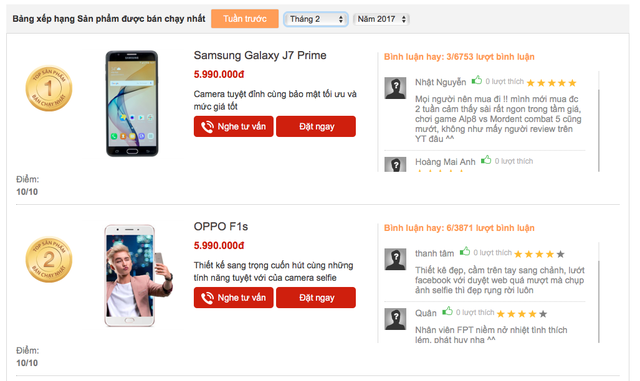 Bảng xếp hạng Sản phẩm được bán chạy nhất Tuần trước Tháng 2 Năm 2017
TOP SẢN PHẨM
1
BÁN CHẠY NHẤT
Điểm:
10/10
Samsung Galaxy J7 Prime
5.990.000đ
Camera tuyệt đỉnh cùng bảo mật tối ưu và
mức giá tốt
Nghe tư vấn Đặt ngay
Bình luận hay: 3/6753 lượt bình luận
Nhật Nguyễn 0 lượt thích
Mọi người nên mua đi !! mình mới mua đc
2 tuần cảm thấy sài rất ngon trong tầm giá,
chơi game Alp8 vs Mordent combat 5 cũng
mướt, không như mấy người review trên
YT đâu ^^
Hoàng Mai Anh 0 lượt thích
TOP SẢN PHẨM
2
BÁN CHẠY NHẤT
Điểm:
10/10
OPPO F1s
5.990.000đ
Thiết kế sang trọng cuốn hút cùng những
tính năng tuyệt vời của camera selfie
Nghe tư vấn Đặt ngay
Bình luận hay: 6/3871 lượt bình luận
thanh tâm 0 lượt thích
Thiết kê đẹp, cầm trên tay sang chảnh, lướt
facebook với duyệt web quá mượt mà chụp
ảnh selfie thì đẹp rụng rời luôn
Quân 0 lượt thích
Nhân viên FPT niềm nở nhiệt tình thích
lém, phát huy nha ^^